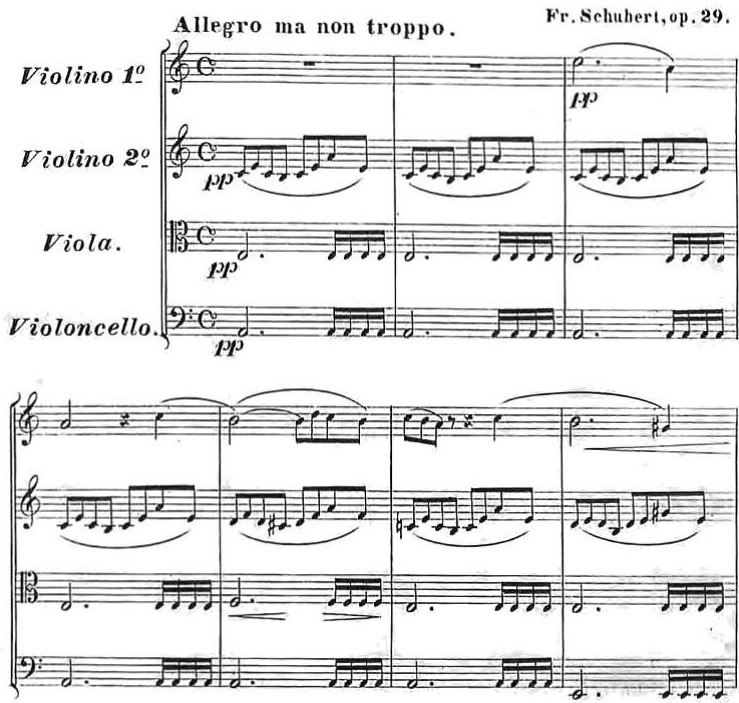 Allegro ma non troppo.
Fr. Schubert, op. 29.
Violino 1º
pp
Violino 2º
pp
Viola.
pp
Violoncello.
pp